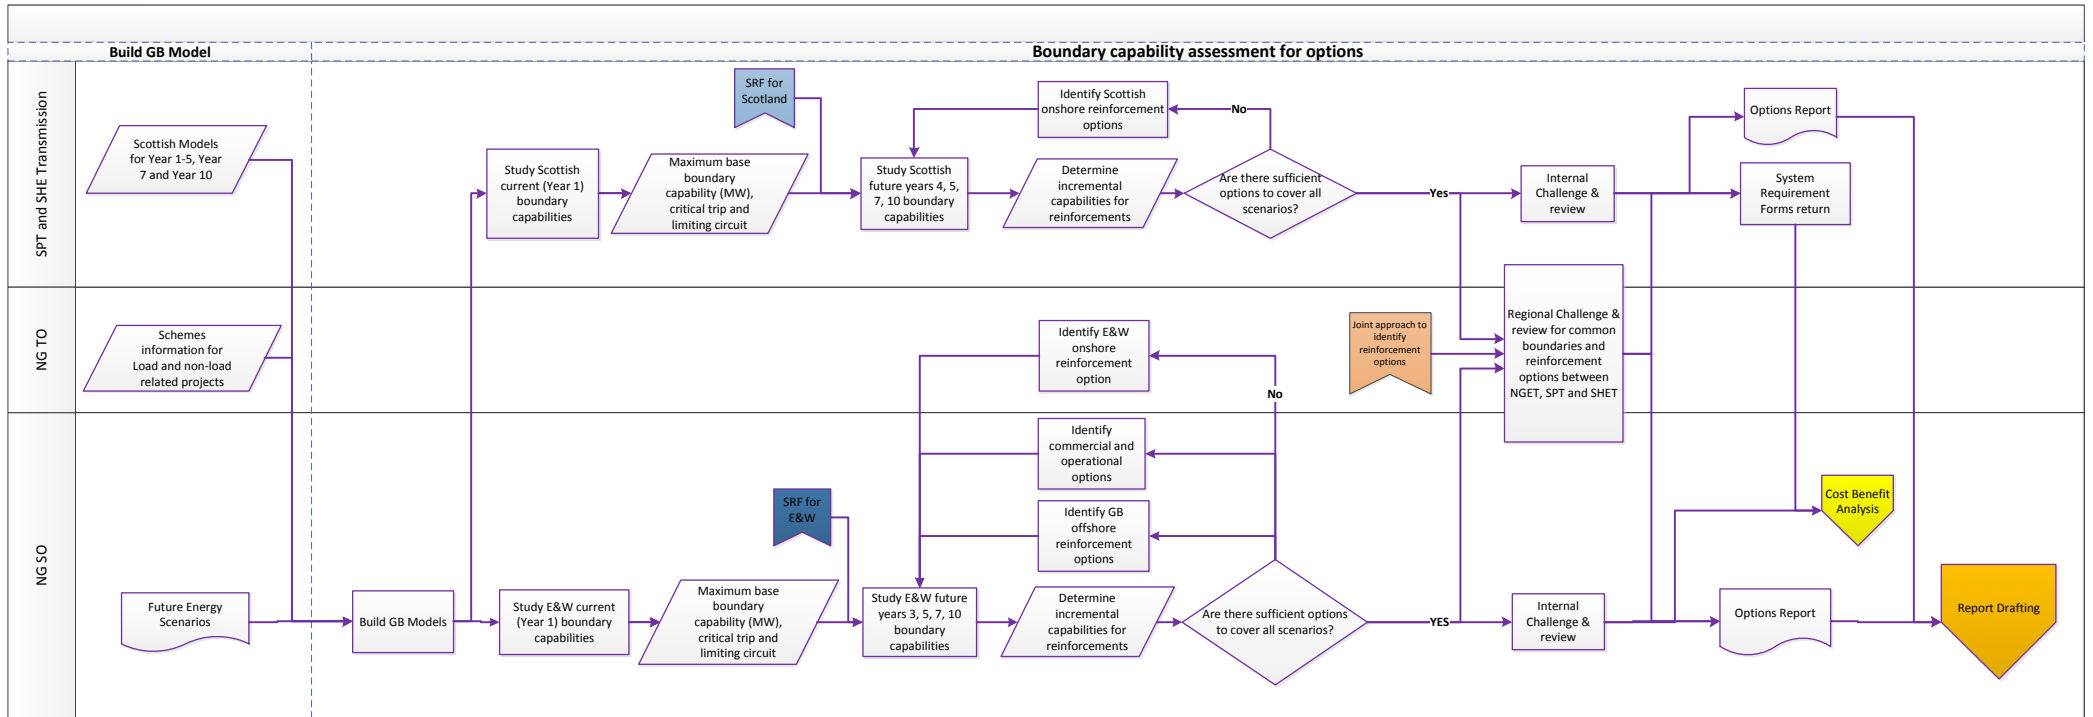 Build GB Model
Boundary capability assessment for options
SPT and SHE Transmission
Scottish Models
for Year 1-5, Year
7 and Year 10
Study Scottish
current (Year 1)
boundary
capabilities
Maximum base
boundary
capability (MW),
critical trip and
limiting circuit
SRF for
Scotland
Study Scottish
future years 4, 5,
7, 10 boundary
capabilities
Identify Scottish
onshore reinforcement
options
Determine
incremental
capabilities for
reinforcements
Are there sufficient
options to cover all
scenarios?
No
Yes
Internal
Challenge &
review
Options Report
System
Requirement
Forms return
NG TO
Schemes
information for
Load and non-load
related projects
Identify E&W
onshore
reinforcement
option
No
Joint approach to
identify
reinforcement
options
Regional Challenge &
review for common
boundaries and
reinforcement
options between
NGET, SPT and SHET
NG SO
Future Energy
Scenarios
Build GB Models
Study E&W current
(Year 1) boundary
capabilities
Maximum base
boundary
capability (MW),
critical trip and
limiting circuit
SRF for
E&W
Study E&W future
years 3, 5, 7, 10
boundary
capabilities
Identify
commercial and
operational
options
Identify GB
offshore
reinforcement
options
Determine
incremental
capabilities for
reinforcements
Are there sufficient options
to cover all scenarios?
YES
Internal
Challenge &
review
Options Report
Cost Benefit
Analysis
Report Drafting